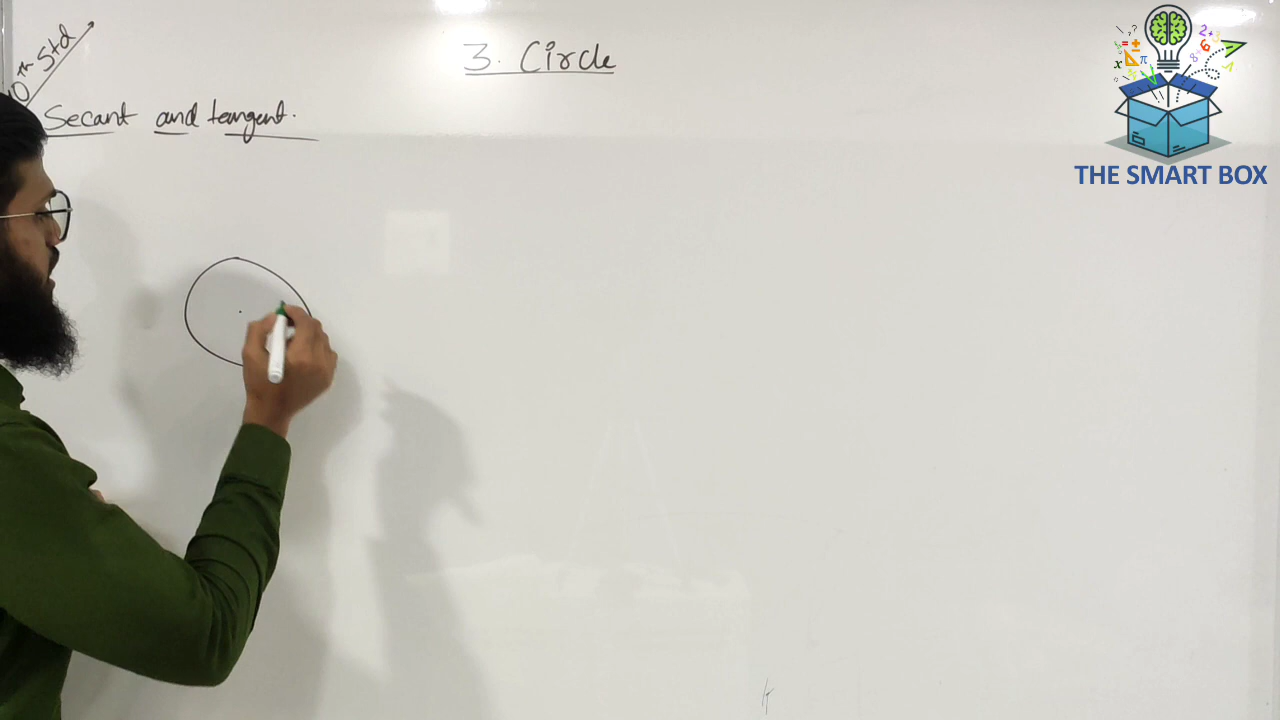 10th Std
3. Circle
Secant and tangent.
THE SMART BOX